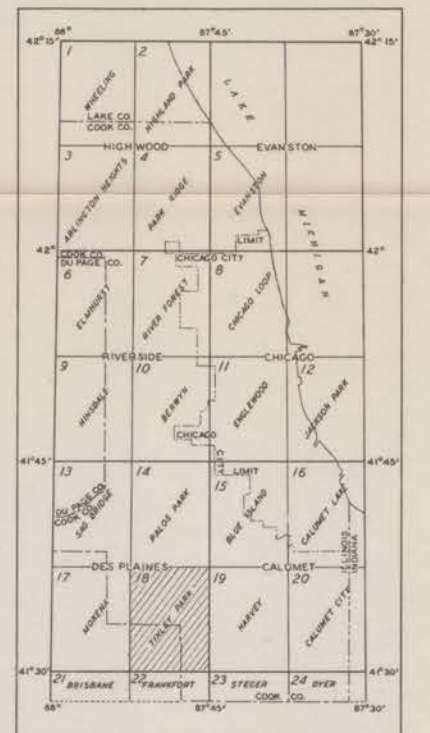 88° 87°45' 87°30'
42°15' 42°15'
1 2
WHEELING
HIGHLAND PARK
LAKE
LAKE CO.
COOK CO.
HIGHWOOD EVANSTON
3 4 5
ARLINGTON HEIGHTS
PARK RIDGE
EVANSTON
MICHIGAN
LIMIT
42° 42°
COOK CO.
DU PAGE CO.
CHICAGO CITY
6 7 8
ELMHURST
RIVER FOREST
CHICAGO LOOP
RIVERSIDE CHICAGO
9 10 11 12
HINSDALE
BERWYN
ENGLEWOOD
JACKSON PARK
CHICAGO
CITY
LIMIT
41°45' 41°45'
13 14 15 16
DU PAGE CO.
COOK CO.
SAG BRIDGE
PALOS PARK
BLUE ISLAND
CALUMET LAKE
ILLINOIS
INDIANA
DES PLAINES CALUMET
17 18 19 20
MOKENA
TINLEY PARK
HARVEY
CALUMET CITY
41°30' 41°30'
21 BRISBANE 22 FRANKFORT 23 STEGER 24 DYER
COOK CO.
88° 87°45' 87°30'